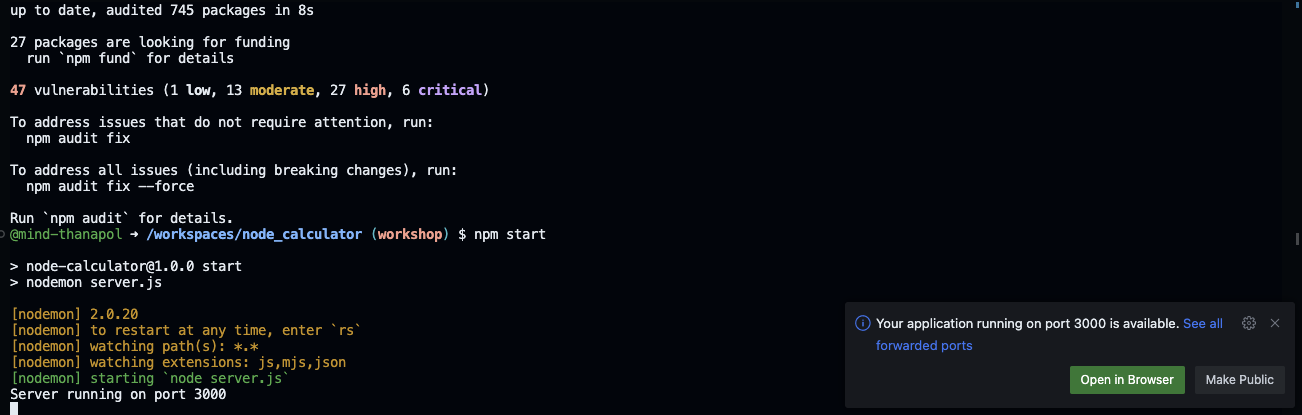 up to date, audited 745 packages in 8s
27 packages are looking for funding
run `npm fund` for details
47 vulnerabilities (1 low, 13 moderate, 27 high, 6 critical)
To address issues that do not require attention, run:
npm audit fix
To address all issues (including breaking changes), run:
npm audit fix --force
Run `npm audit` for details.
@mind-thanapol → /workspaces/node_calculator (workshop) $ npm start
> node-calculator@1.0.0 start
> nodemon server.js
[nodemon] 2.0.20
[nodemon] to restart at any time, enter `rs`
[nodemon] watching path(s): *.*
[nodemon] watching extensions: js,mjs,json
[nodemon] starting `node server.js`
Server running on port 3000
Your application running on port 3000 is available. See all
forwarded ports
Open in Browser
Make Public